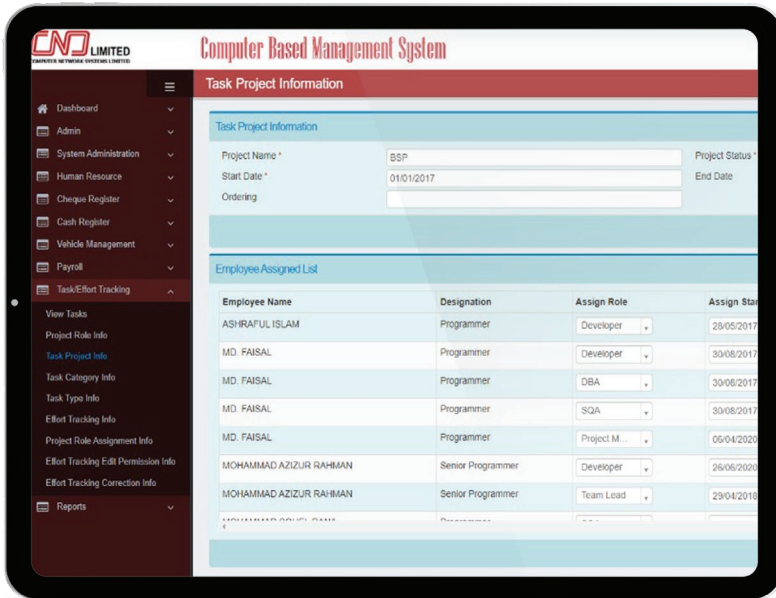 CNS LIMITED
COMPUTER NETWORK SYSTEMS LIMITED
Computer Based Management System
Task Project Information
Dashboard
Admin
System Administration
Human Resource
Cheque Register
Cash Register
Vehicle Management
Payroll
Task/Effort Tracking
View Tasks
Project Role Info
Task Project Info
Task Category Info
Task Type Info
Effort Tracking Info
Project Role Assignment Info
Effort Tracking Edit Permission Info
Effort Tracking Correction Info
Reports
Task Project Information
Project Name * BSP Project Status *
Start Date * 01/01/2017 End Date
Ordering
Employee Assigned List
Employee Name Designation Assign Role Assign Star
ASHRAFUL ISLAM Programmer Developer 28/05/2017
MD. FAISAL Programmer Developer 30/08/2017
MD. FAISAL Programmer DBA 30/08/2017
MD. FAISAL Programmer SQA 30/08/2017
MD. FAISAL Programmer Project M... 06/04/2020
MOHAMMAD AZIZUR RAHMAN Senior Programmer Developer 26/06/2020
MOHAMMAD AZIZUR RAHMAN Senior Programmer Team Lead 29/04/2018